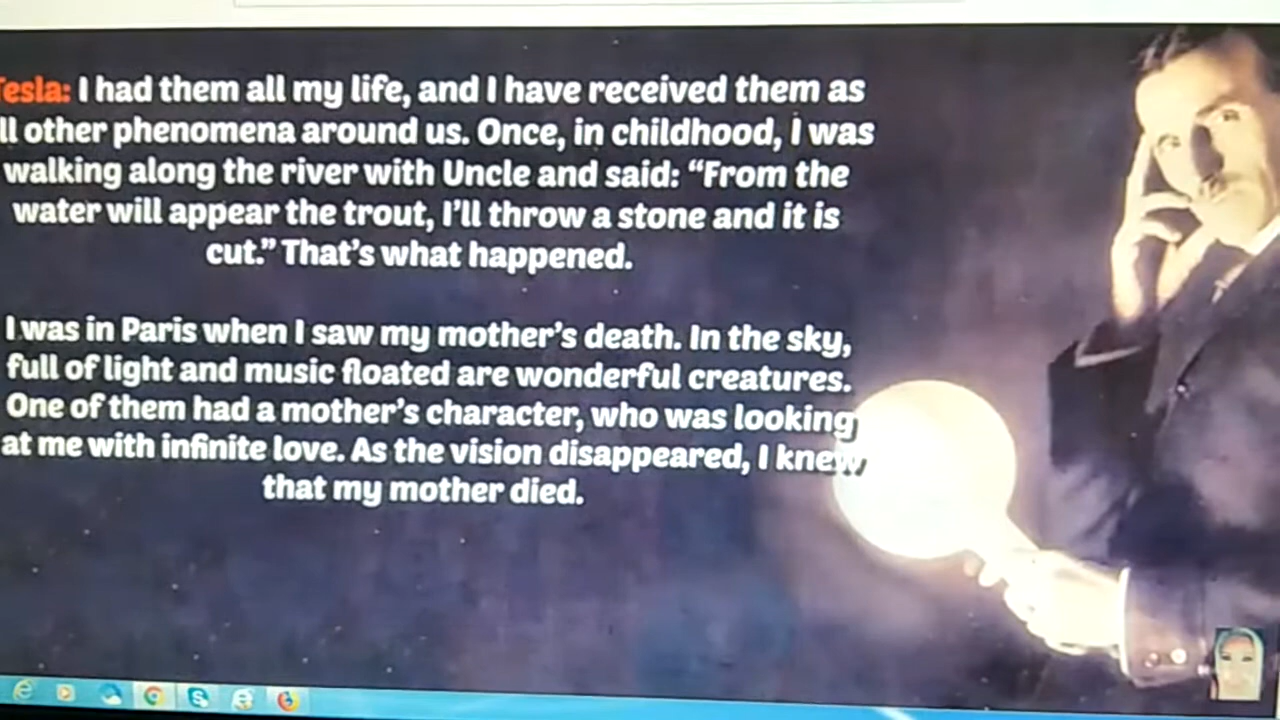 esla: I had them all my life, and I have received them as
ll other phenomena around us. Once, in childhood, I was
walking along the river with Uncle and said: “From the
water will appear the trout, I’ll throw a stone and it is
cut.” That’s what happened.
I was in Paris when I saw my mother’s death. In the sky,
full of light and music floated are wonderful creatures.
One of them had a mother’s character, who was looking
at me with infinite love. As the vision disappeared, I knew
that my mother died.